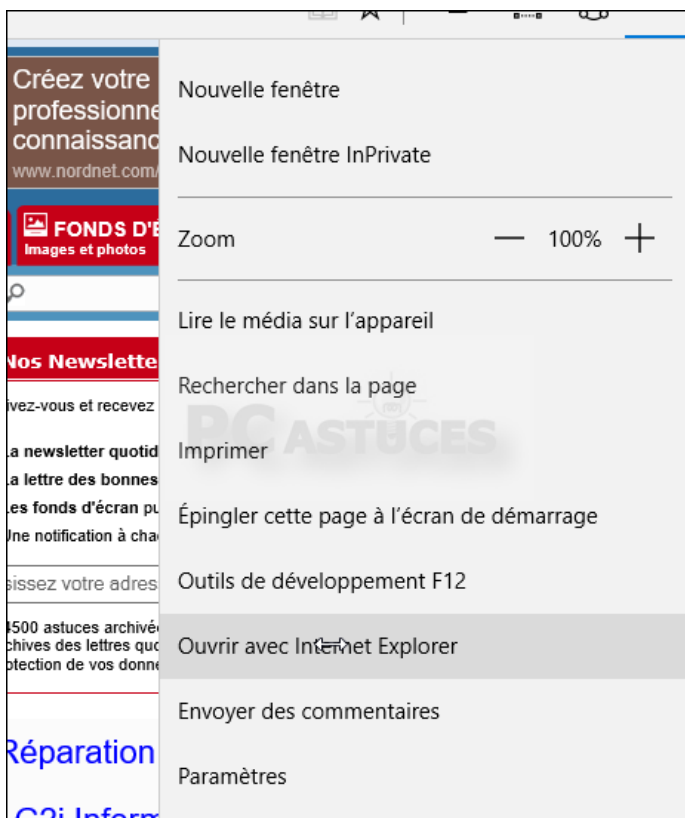 Créez votre
professionne
connaissanc
www.nordnet.com/
FONDS D'É
Images et photos
Nos Newslette
ivez-vous et recevez
a newsletter quotid
a lettre des bonnes
es fonds d'écran pu
Une notification à cha
sissez votre adres
4500 astuces archivé
chives des lettres quo
otection de vos donné
Réparation
C2i Inform
Nouvelle fenêtre
Nouvelle fenêtre InPrivate
Zoom — 100% +
Lire le média sur l'appareil
Rechercher dans la page
PC ASTUCES
Imprimer
Épingler cette page à l'écran de démarrage
Outils de développement F12
Ouvrir avec Internet Explorer
Envoyer des commentaires
Paramètres